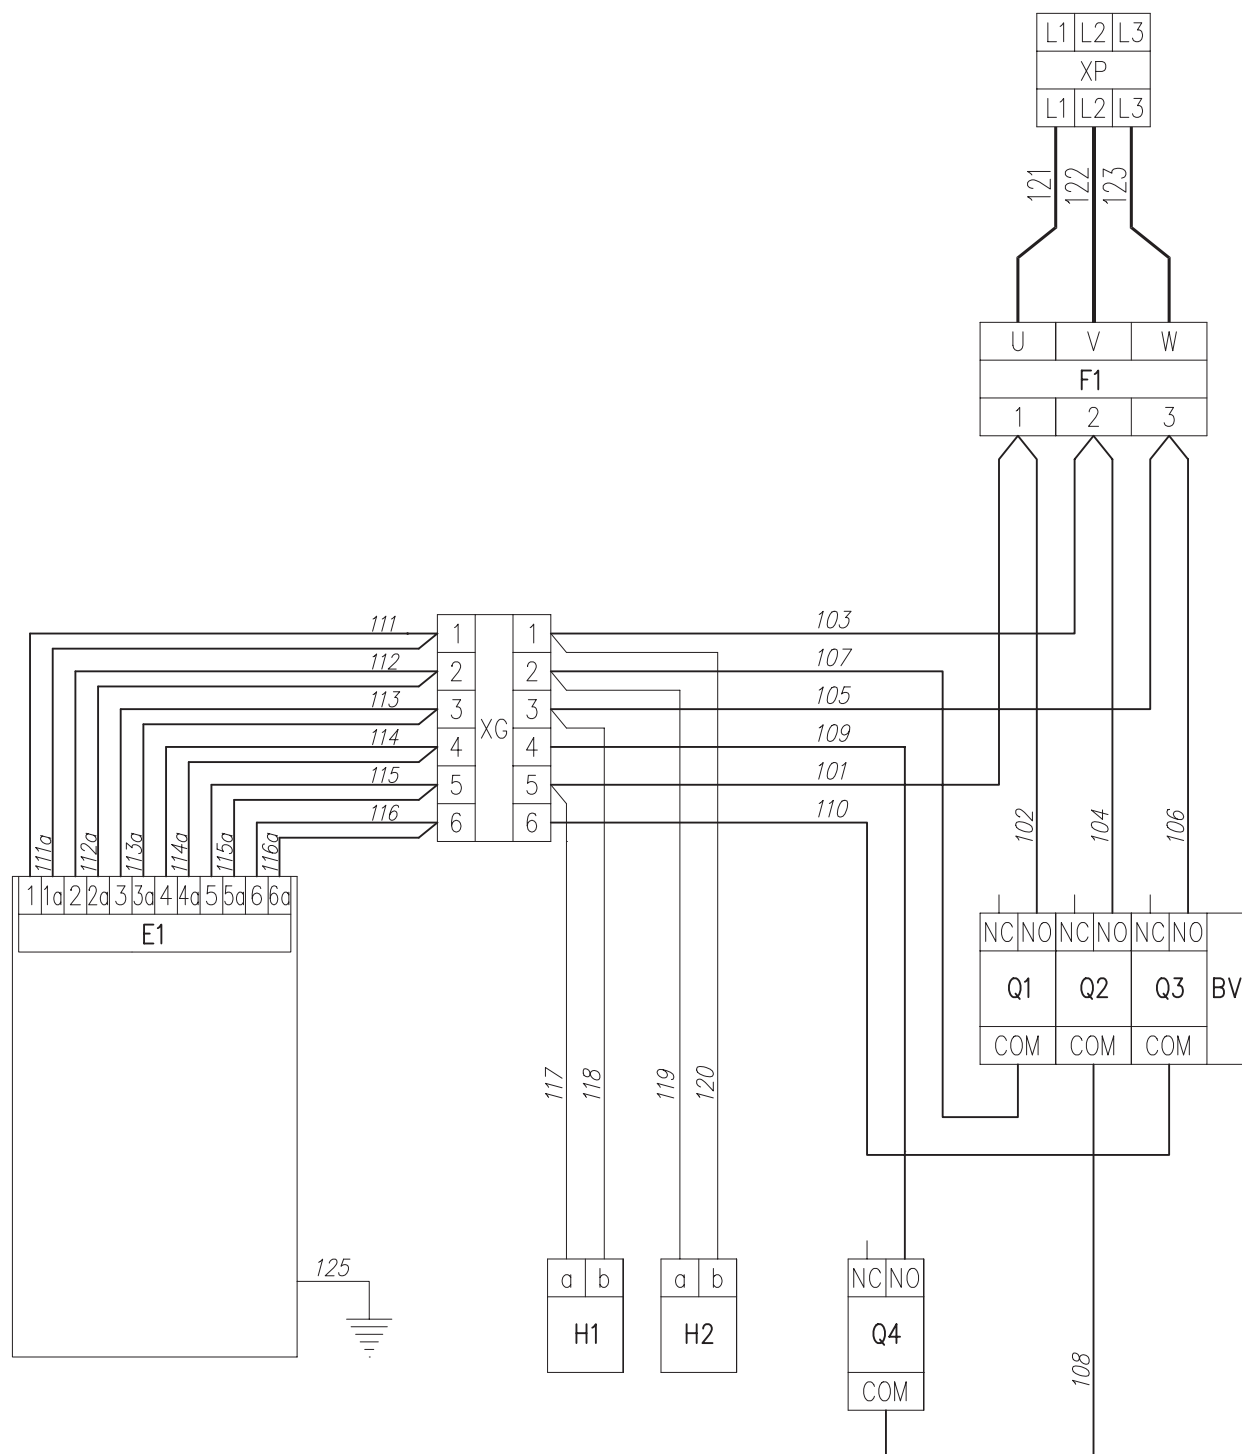 L1 L2 L3
XP
L1 L2 L3
121 122 123
U V W
F1
1 2 3
111 1 1 103
112 2 2 107
113 3 3 105
XG
114 4 4 109
115 5 5 101
116 6 6 110
102 104 106
111a 112a 113a 114a 115a 116a
1 1a 2 2a 3 3a 4 4a 5 5a 6 6a
E1
NC NO NC NO NC NO
Q1 Q2 Q3 BV
COM COM COM
117 118 119 120
125
a b a b NC NO
H1 H2 Q4
108
COM